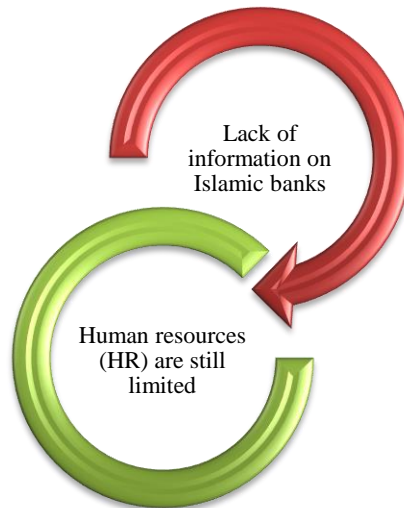 Lack of
information on
Islamic banks
Human resources
(HR) are still
limited